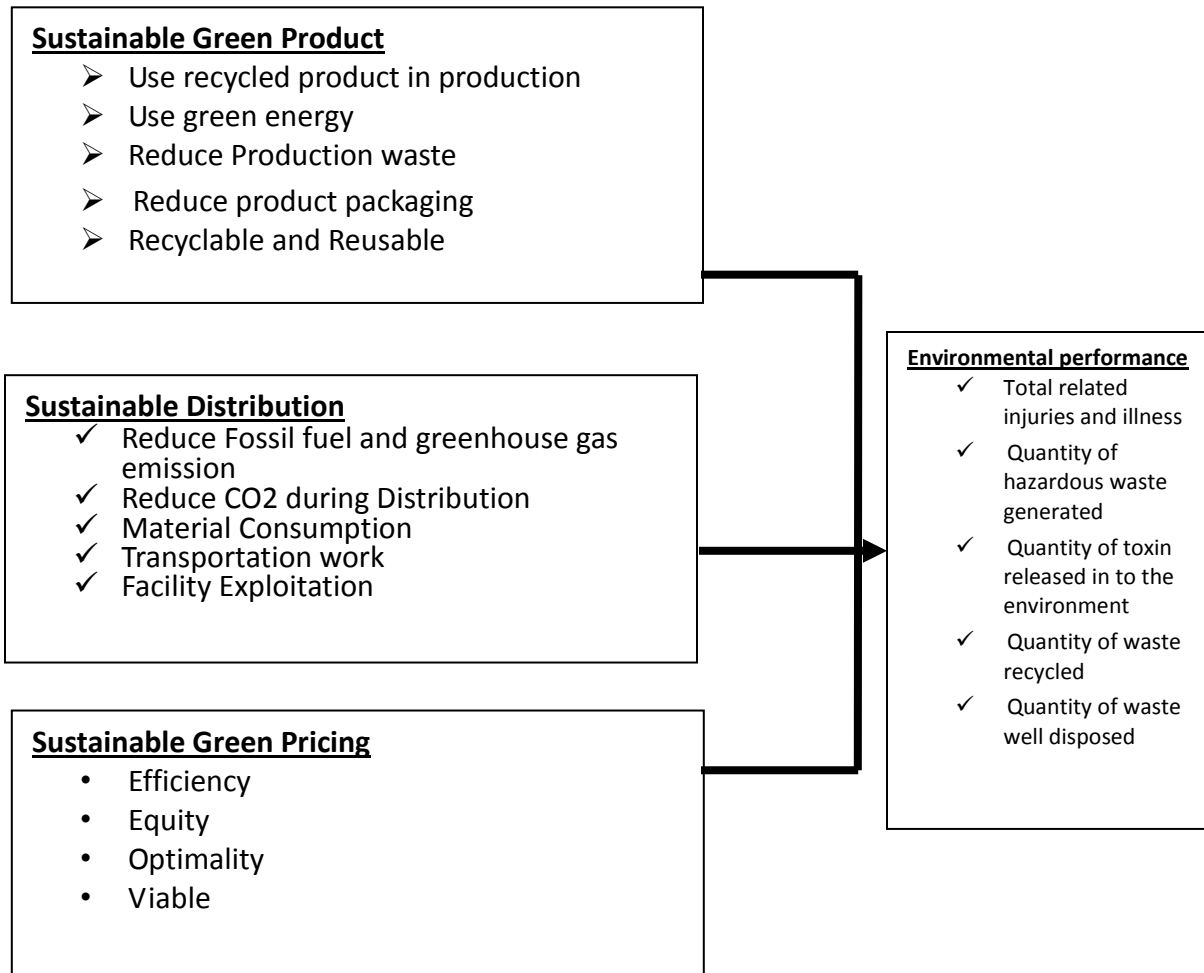 Sustainable Green Product
➢ Use recycled product in production
➢ Use green energy
➢ Reduce Production waste
➢ Reduce product packaging
➢ Recyclable and Reusable
Sustainable Distribution
✓ Reduce Fossil fuel and greenhouse gas
emission
✓ Reduce CO2 during Distribution
✓ Material Consumption
✓ Transportation work
✓ Facility Exploitation
Sustainable Green Pricing
• Efficiency
• Equity
• Optimality
• Viable
Environmental performance
✓ Total related
injuries and illness
✓ Quantity of
hazardous waste
generated
✓ Quantity of toxin
released in to the
environment
✓ Quantity of waste
recycled
✓ Quantity of waste
well disposed